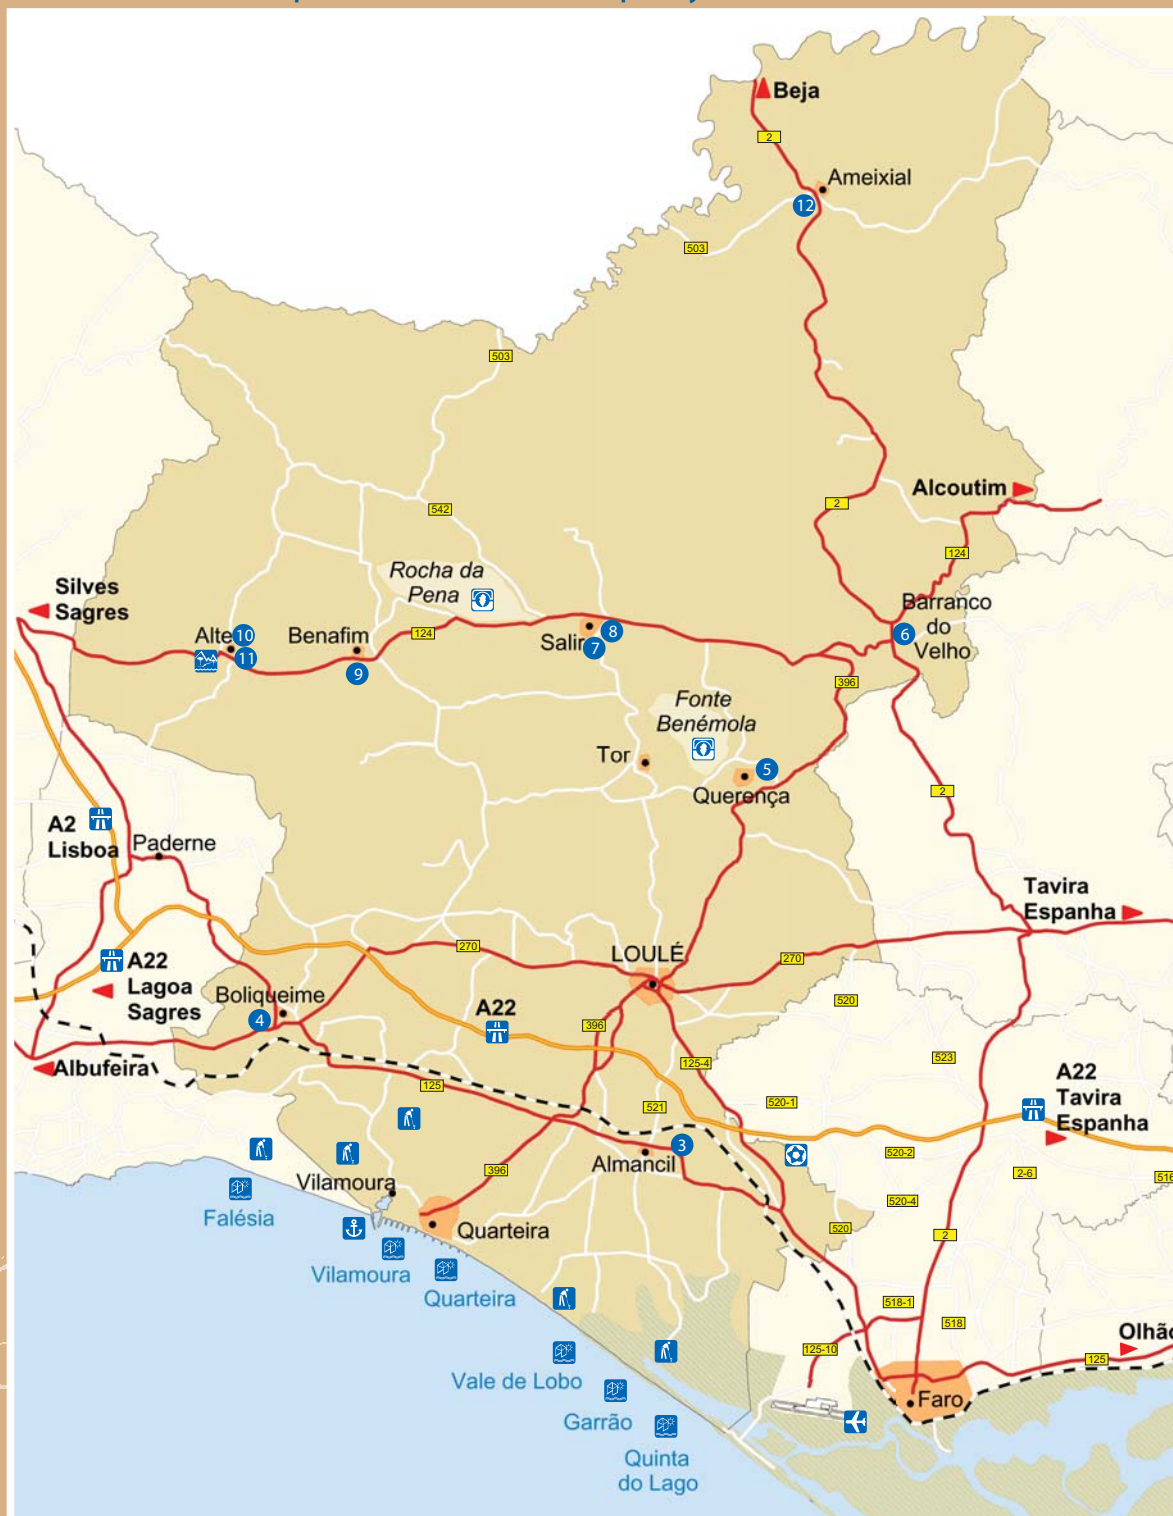 Beja
2
Ameixial
12
503
503
Alcoutim
2
542
124
Rocha da
Pena
Silves
Sagres
Barranco
do
Velho
6
Alte
10
11
Benafim
124
9
Salir
8
7
396
Fonte
Benémola
Tor
5
Querença
2
A2
Lisboa
Paderne
Tavira
Espanha
270
LOULÉ
270
A22
Lagoa
Sagres
Boliqueime
4
A22
396
520
125-4
523
Albufeira
125
521
520-1
A22
Tavira
Espanha
3
Almancil
520-2
396
2-6
516
Vilamoura
520-4
Falésia
Quarteira
520
2
Vilamoura
Quarteira
518-1
518
Olhão
125-10
125
Vale de Lobo
Faro
Garrão
Quinta
do Lago